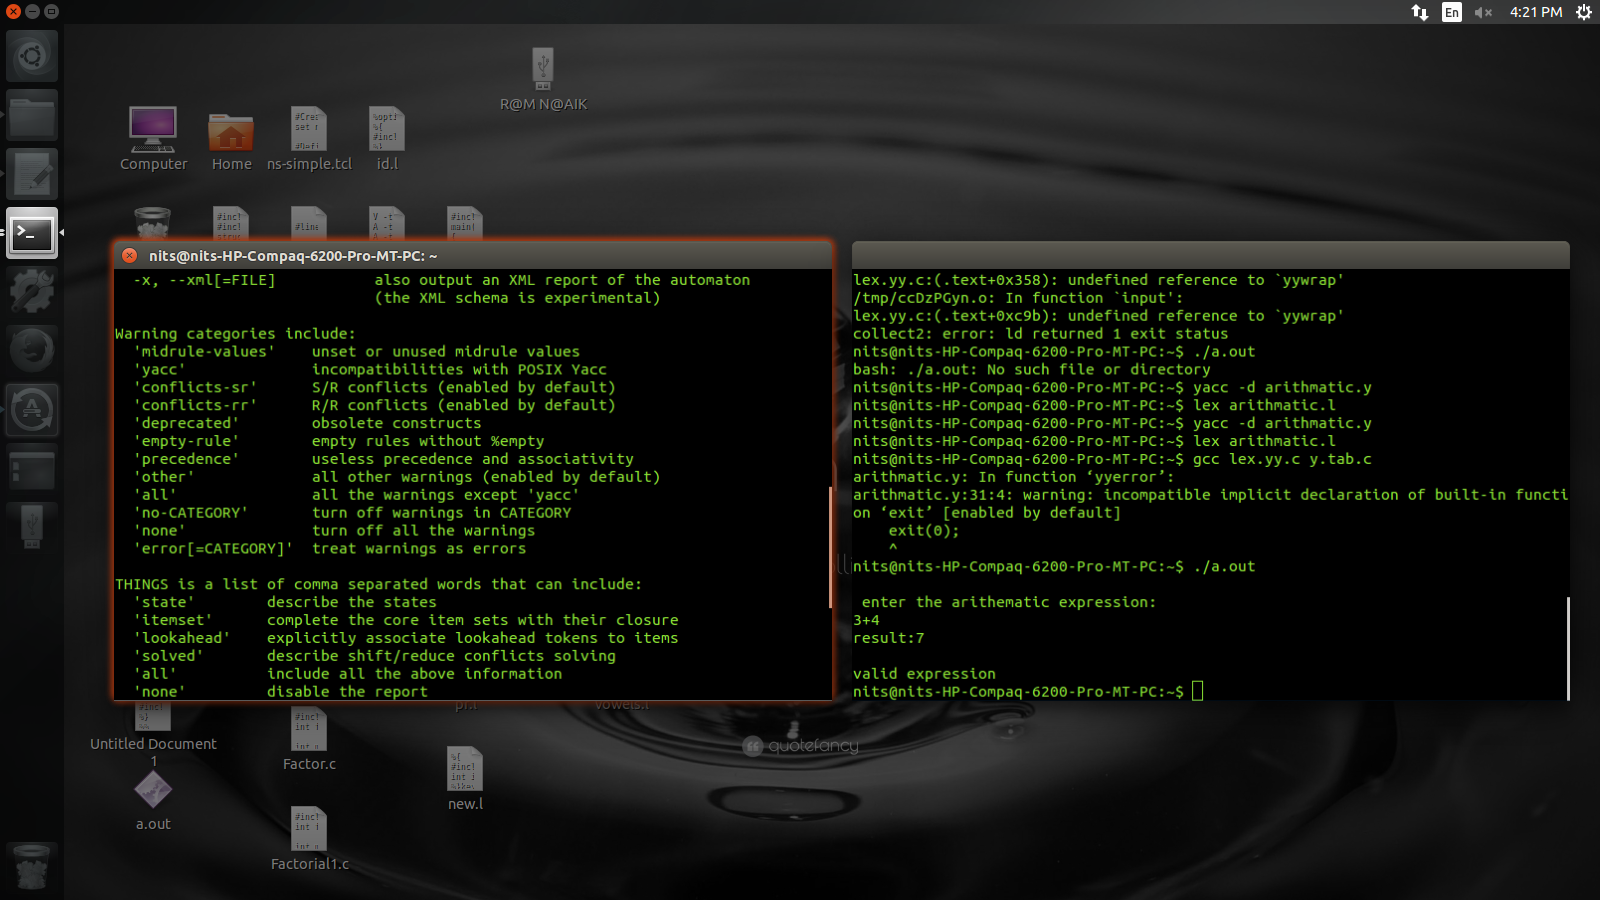 En
4:21 PM
R@M N@AIK
Computer
Home
ns-simple.tcl
id.l
nits@nits-HP-Compaq-6200-Pro-MT-PC: ~
-x, --xml[=FILE] also output an XML report of the automaton
(the XML schema is experimental)
Warning categories include:
'midrule-values' unset or unused midrule values
'yacc' incompatibilities with POSIX Yacc
'conflicts-sr' S/R conflicts (enabled by default)
'conflicts-rr' R/R conflicts (enabled by default)
'deprecated' obsolete constructs
'empty-rule' empty rules without %empty
'precedence' useless precedence and associativity
'other' all other warnings (enabled by default)
'all' all the warnings except 'yacc'
'no-CATEGORY' turn off warnings in CATEGORY
'none' turn off all the warnings
'error[=CATEGORY]' treat warnings as errors
THINGS is a list of comma separated words that can include:
'state' describe the states
'itemset' complete the core item sets with their closure
'lookahead' explicitly associate lookahead tokens to items
'solved' describe shift/reduce conflicts solving
'all' include all the above information
'none' disable the report
lex.yy.c:(.text+0x358): undefined reference to `yywrap'
/tmp/ccDzPGyn.o: In function `input':
lex.yy.c:(.text+0xc9b): undefined reference to `yywrap'
collect2: error: ld returned 1 exit status
nits@nits-HP-Compaq-6200-Pro-MT-PC:~$ ./a.out
bash: ./a.out: No such file or directory
nits@nits-HP-Compaq-6200-Pro-MT-PC:~$ yacc -d arithmatic.y
nits@nits-HP-Compaq-6200-Pro-MT-PC:~$ lex arithmatic.l
nits@nits-HP-Compaq-6200-Pro-MT-PC:~$ yacc -d arithmatic.y
nits@nits-HP-Compaq-6200-Pro-MT-PC:~$ lex arithmatic.l
nits@nits-HP-Compaq-6200-Pro-MT-PC:~$ gcc lex.yy.c y.tab.c
arithmatic.y: In function ‘yyerror’:
arithmatic.y:31:4: warning: incompatible implicit declaration of built-in functi
on ‘exit’ [enabled by default]
exit(0);
^
nits@nits-HP-Compaq-6200-Pro-MT-PC:~$ ./a.out
enter the arithematic expression:
3+4
result:7
valid expression
nits@nits-HP-Compaq-6200-Pro-MT-PC:~$
pf.l
vowels.l
Untitled Document
1
Factor.c
quotefancy
new.l
a.out
Factorial1.c